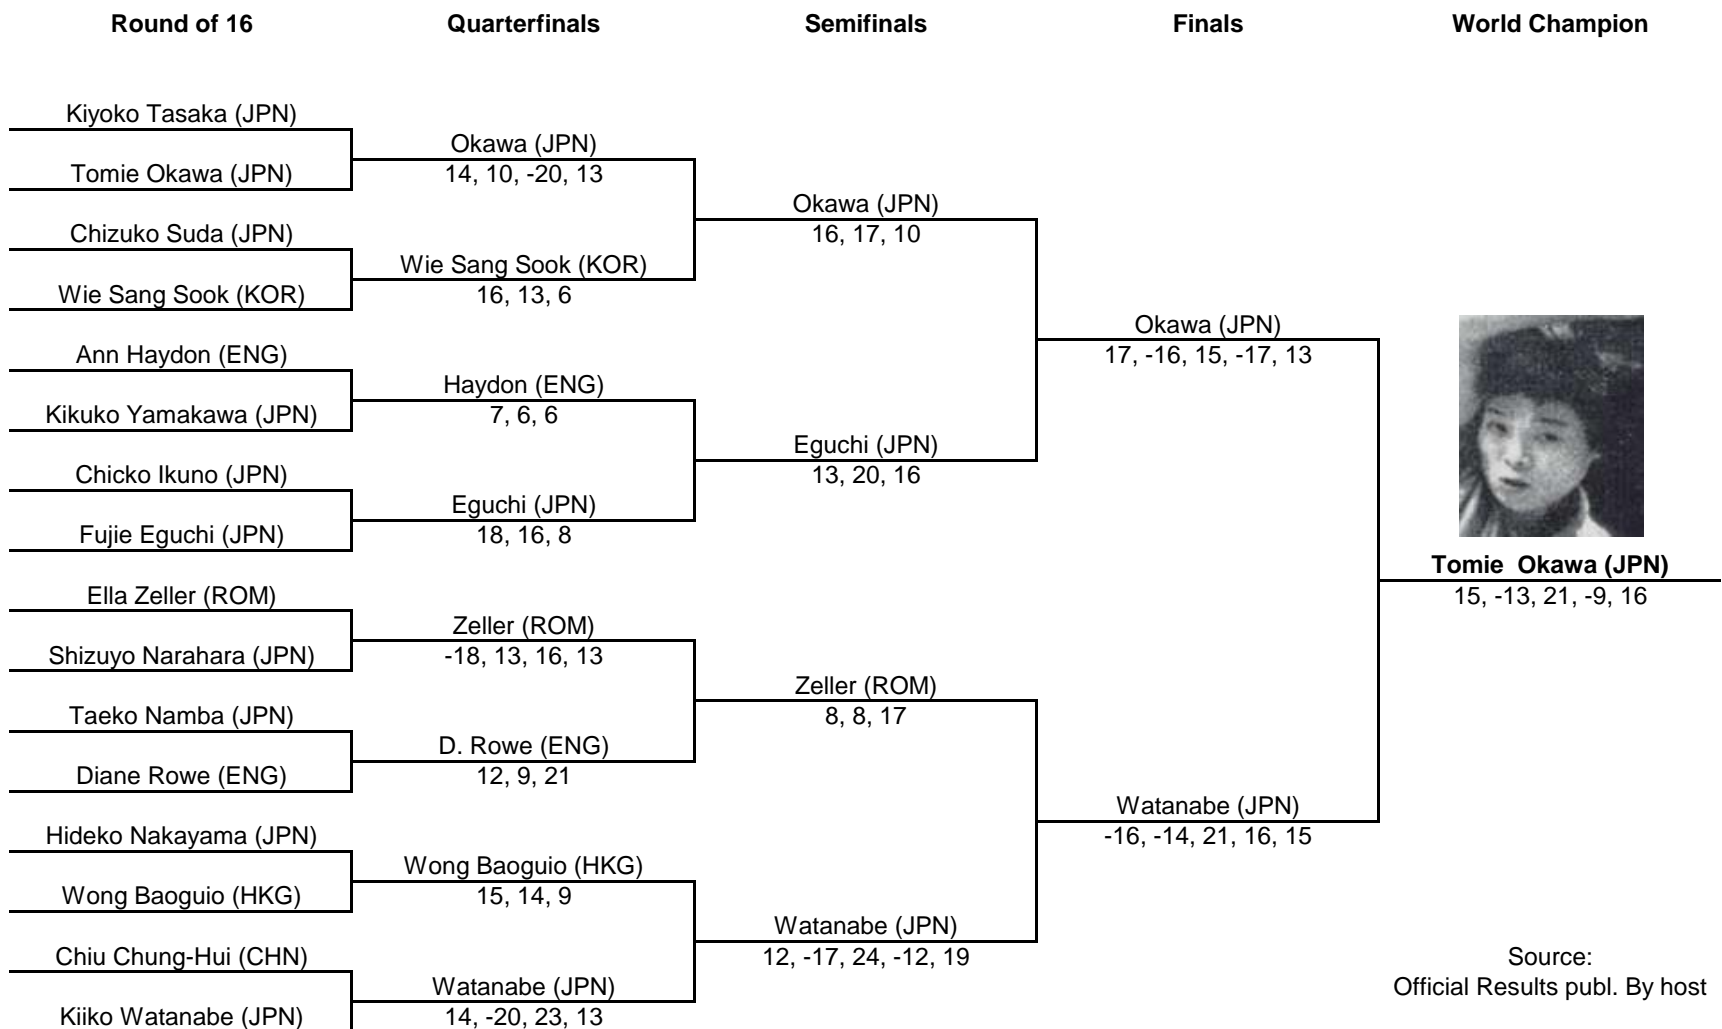 Round of 16 Quarterfinals Semifinals Finals World Champion
Kiyoko Tasaka (JPN)
Okawa (JPN)
14, 10, -20, 13
Tomie Okawa (JPN)
Okawa (JPN)
16, 17, 10
Chizuko Suda (JPN)
Wie Sang Sook (KOR)
16, 13, 6
Wie Sang Sook (KOR)
Okawa (JPN)
17, -16, 15, -17, 13
Ann Haydon (ENG)
Haydon (ENG)
7, 6, 6
Kikuko Yamakawa (JPN)
Eguchi (JPN)
13, 20, 16
Chicko Ikuno (JPN)
Eguchi (JPN)
18, 16, 8
Fujie Eguchi (JPN)
Tomie Okawa (JPN)
15, -13, 21, -9, 16
Ella Zeller (ROM)
Zeller (ROM)
-18, 13, 16, 13
Shizuyo Narahara (JPN)
Zeller (ROM)
8, 8, 17
Taeko Namba (JPN)
D. Rowe (ENG)
12, 9, 21
Diane Rowe (ENG)
Watanabe (JPN)
-16, -14, 21, 16, 15
Hideko Nakayama (JPN)
Wong Baoguio (HKG)
15, 14, 9
Wong Baoguio (HKG)
Watanabe (JPN)
12, -17, 24, -12, 19
Chiu Chung-Hui (CHN)
Watanabe (JPN)
14, -20, 23, 13
Kiiko Watanabe (JPN)
Source:
Official Results publ. By host